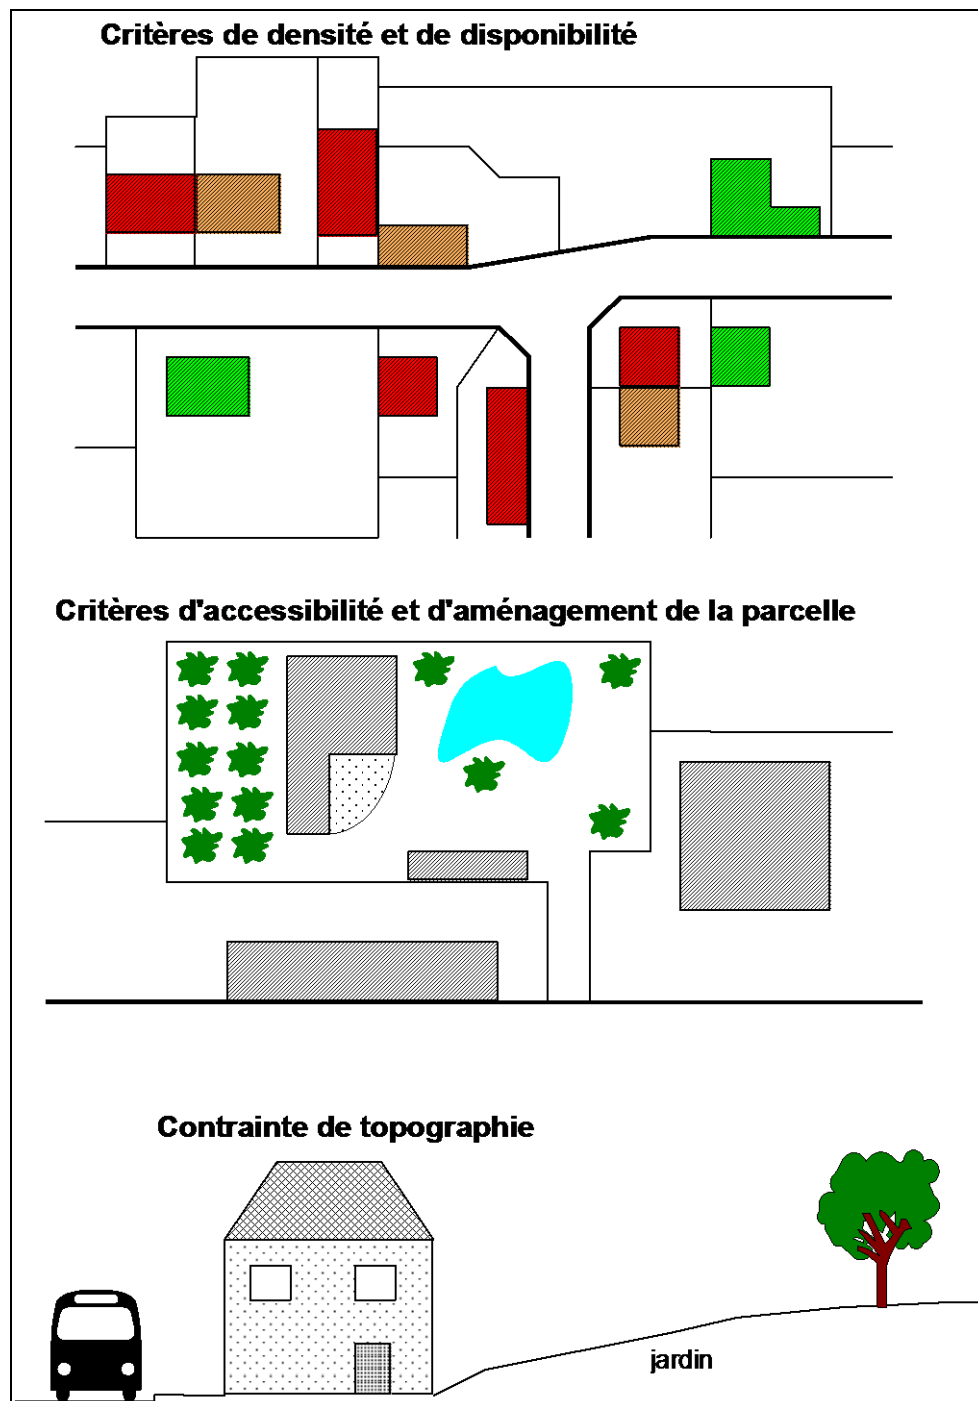 Critères de densité et de disponibilité
Critères d'accessibilité et d'aménagement de la parcelle
Contrainte de topographie
jardin